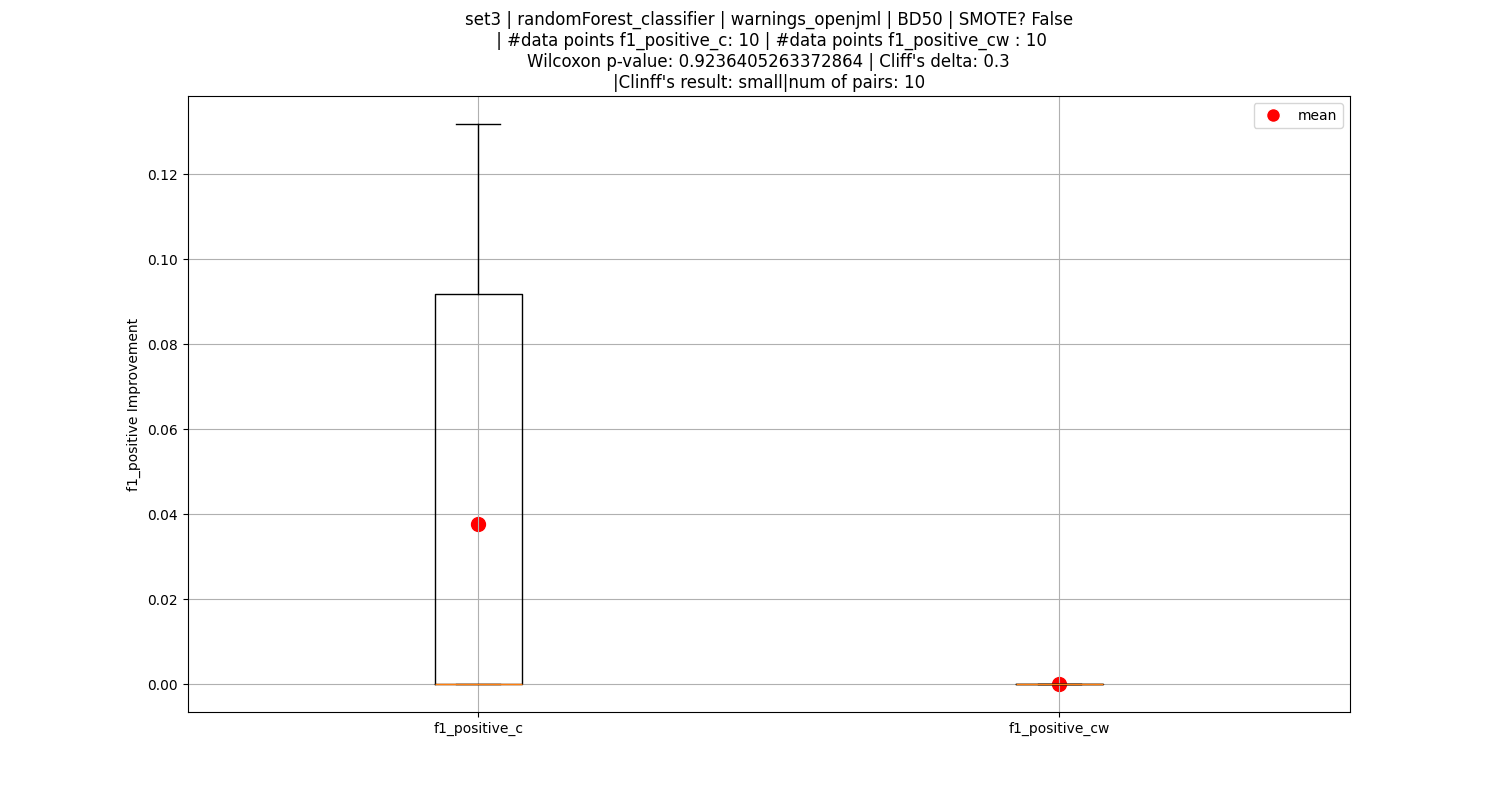 set3 | randomForest_classifier | warnings_openjml | BD50 | SMOTE? False
| #data points f1_positive_c: 10 | #data points f1_positive_cw : 10
Wilcoxon p-value: 0.9236405263372864 | Cliff's delta: 0.3
|Clinff's result: small|num of pairs: 10
mean
0.12
0.10
0.08
0.06
0.04
0.02
0.00
f1_positive Improvement
f1_positive_c
f1_positive_cw